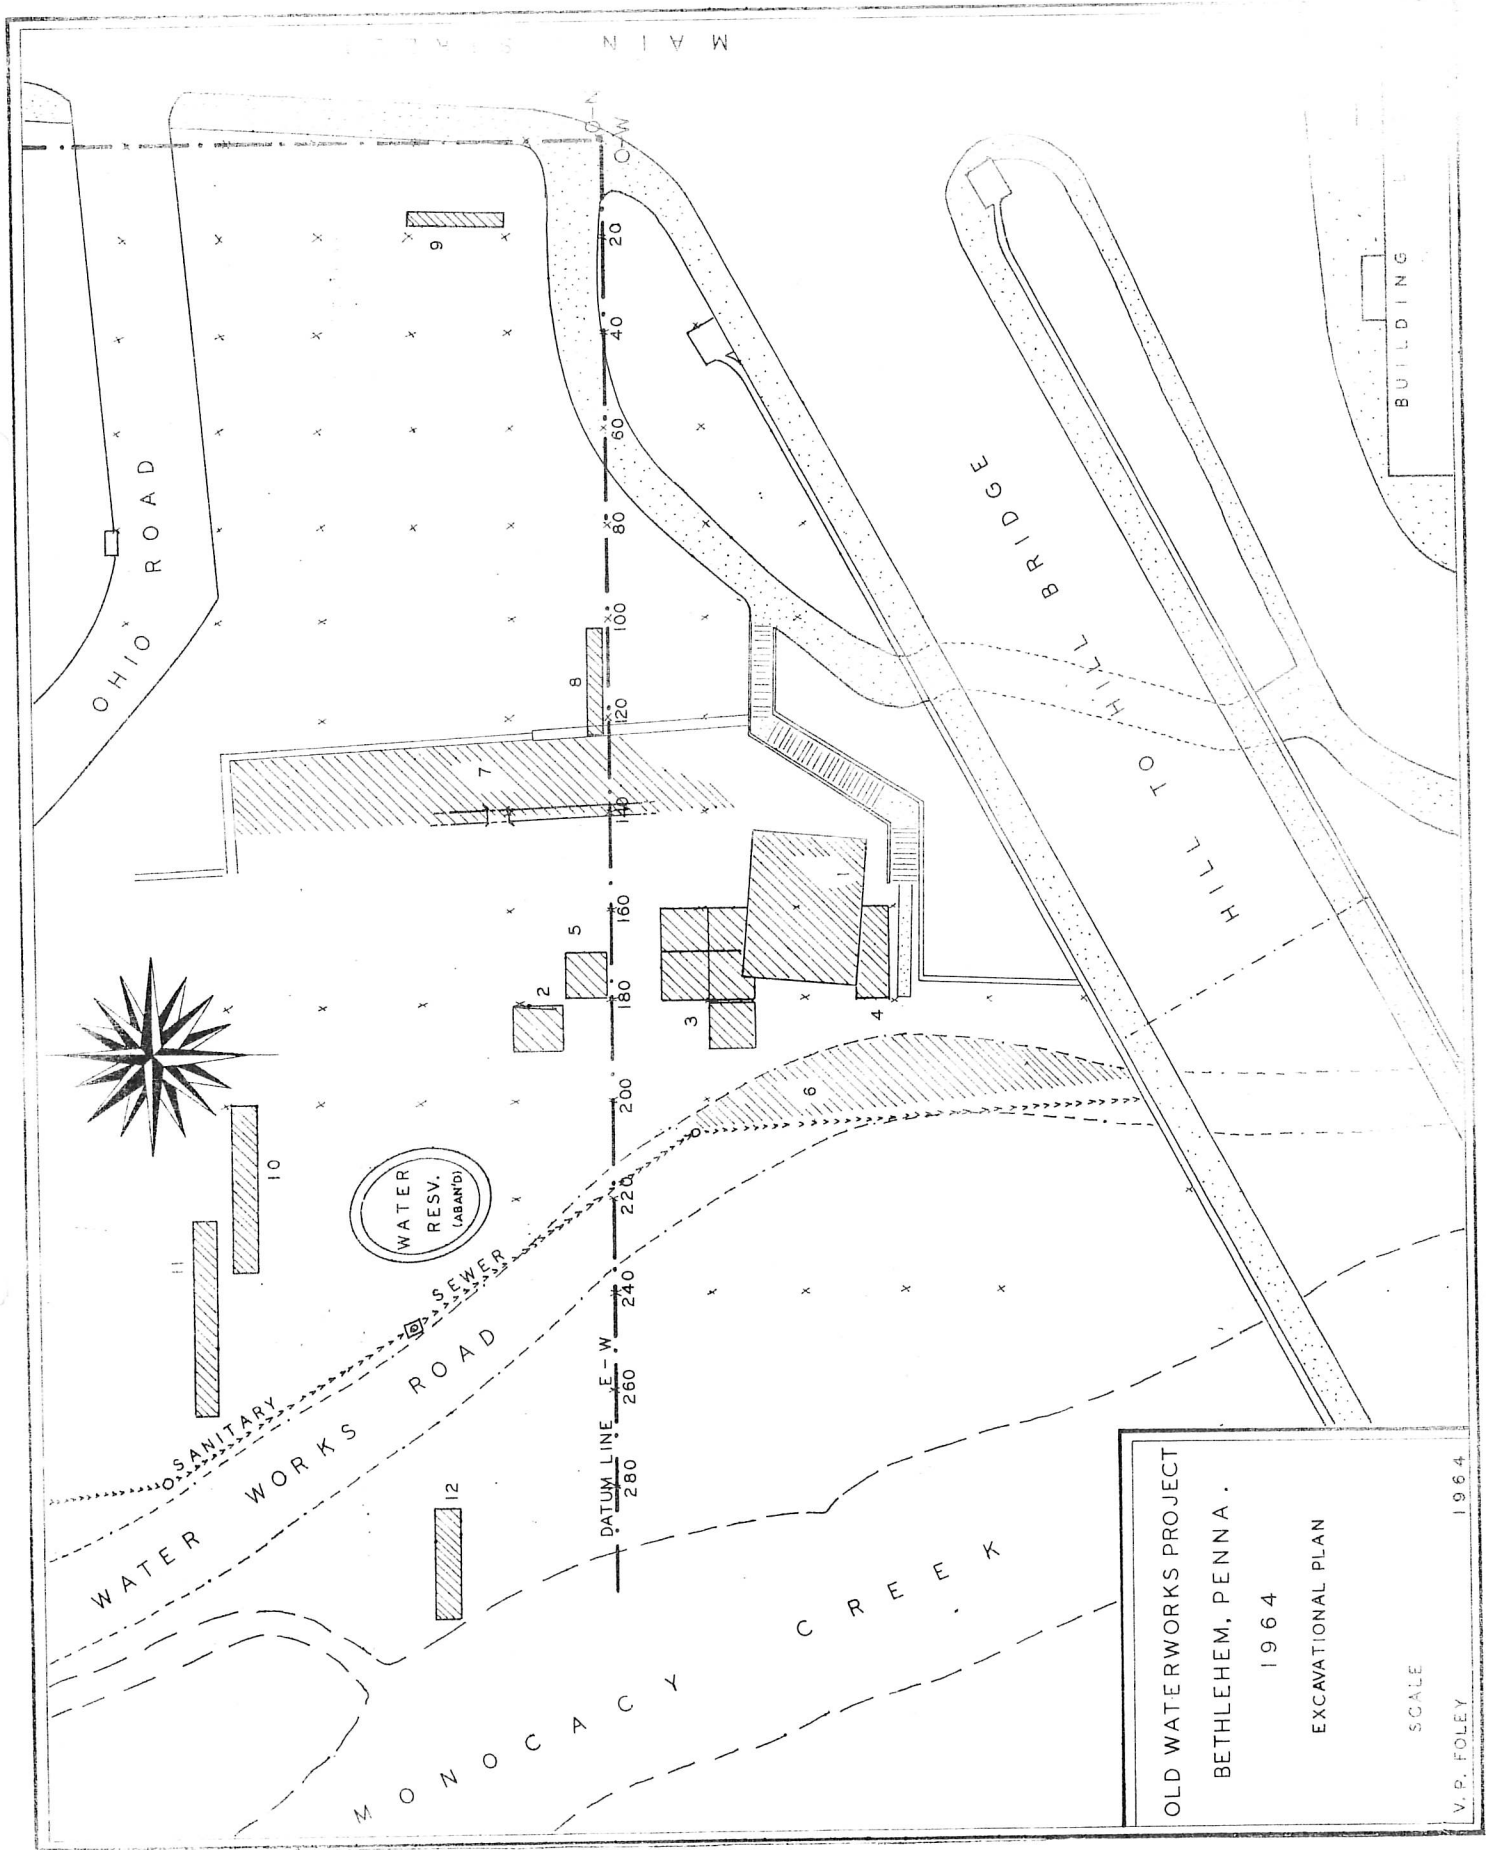 OLD WATERWORKS PROJECT
BETHLEHEM, PENNA.
1964
EXCAVATIONAL PLAN
SCALE
V. P. FOLEY 1964
MAIN
OHIO ROAD
HILL TO HILL BRIDGE
BUILDING
WATER WORKS ROAD
SANITARY SEWER
WATER
RESV.
(ABAN'D)
MONOCACY CREEK
DATUM LINE E-W
O-N
O-W
20
40
60
80
100
120
140
160
180
200
220
240
260
280
1
2
3
4
5
6
7
8
9
10
11
12